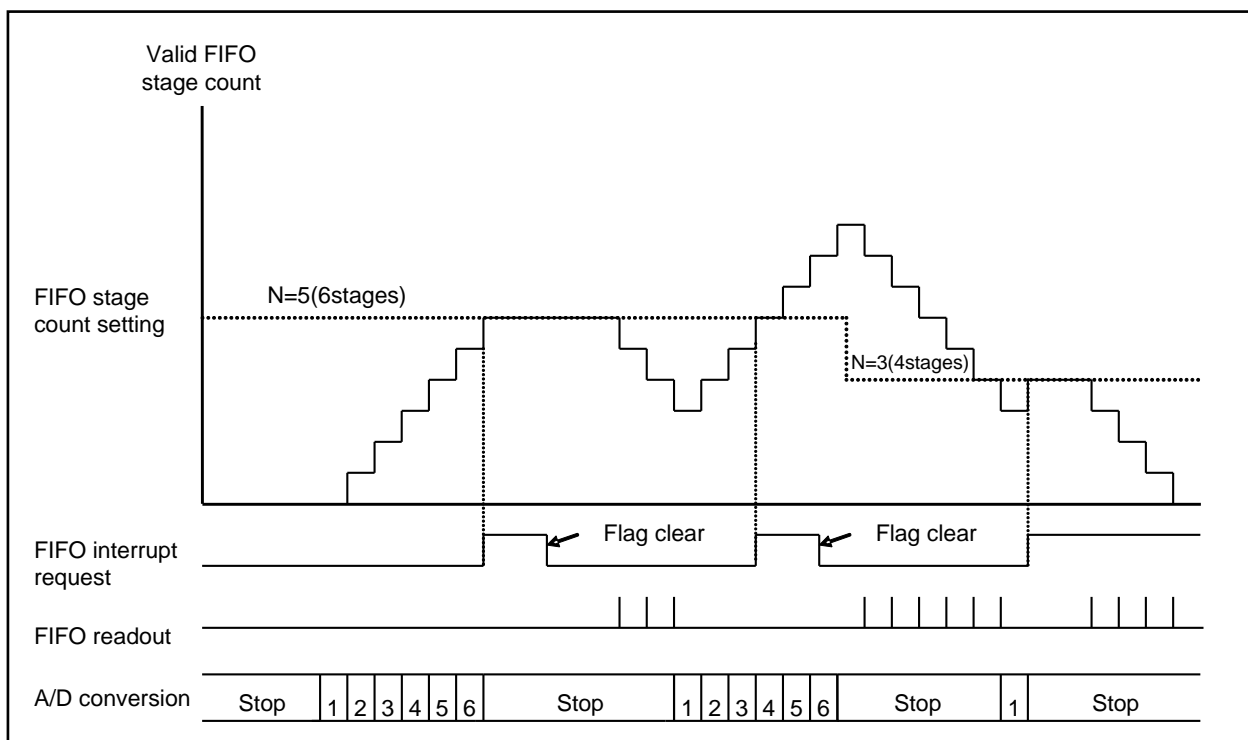 Valid FIFO
stage count
FIFO stage
count setting
N=5(6stages)
N=3(4stages)
FIFO interrupt
request
Flag clear
Flag clear
FIFO readout
A/D conversion
Stop 1 2 3 4 5 6 Stop 1 2 3 4 5 6 Stop 1 Stop